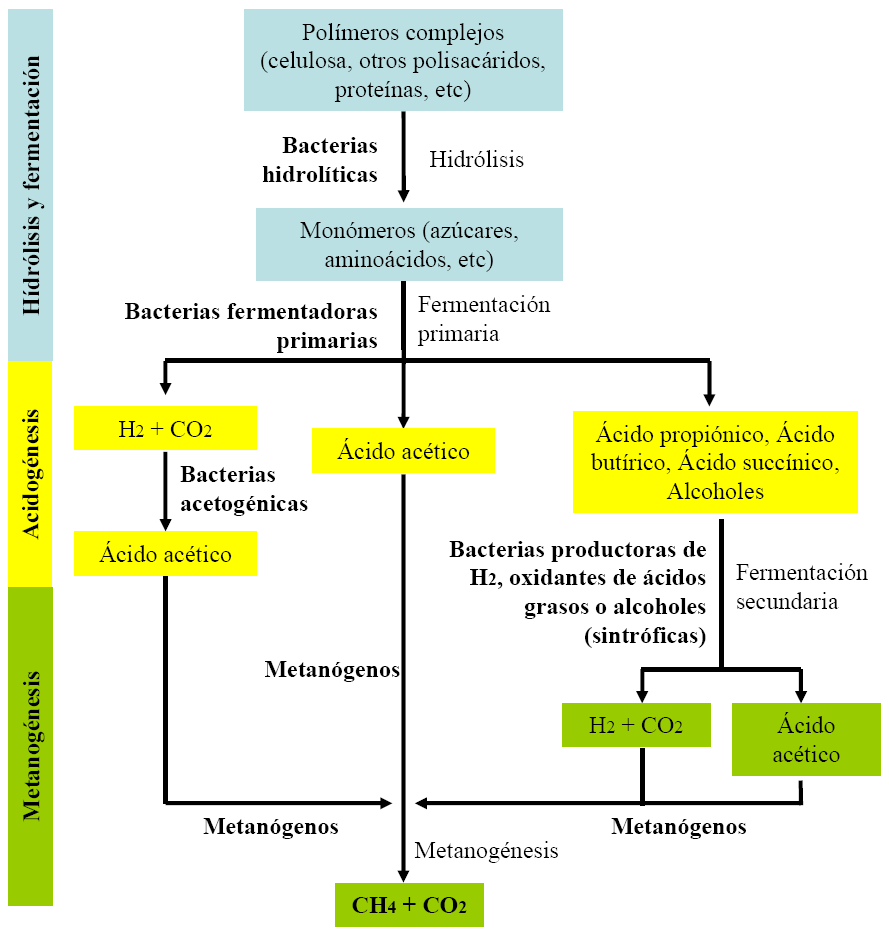 Hídrólisis y fermentación
Acidogénesis
Metanogénesis
Polímeros complejos
(celulosa, otros polisacáridos,
proteínas, etc)
Bacterias
hidrolíticas
Hidrólisis
Monómeros (azúcares,
aminoácidos, etc)
Bacterias fermentadoras
primarias
Fermentación
primaria
H2 + CO2
Ácido acético
Ácido propiónico, Ácido
butírico, Ácido succínico,
Alcoholes
Bacterias
acetogénicas
Ácido acético
Bacterias productoras de
H2, oxidantes de ácidos
grasos o alcoholes
(sintróficas)
Fermentación
secundaria
Metanógenos
H2 + CO2
Ácido
acético
Metanógenos
Metanógenos
Metanogénesis
CH4 + CO2